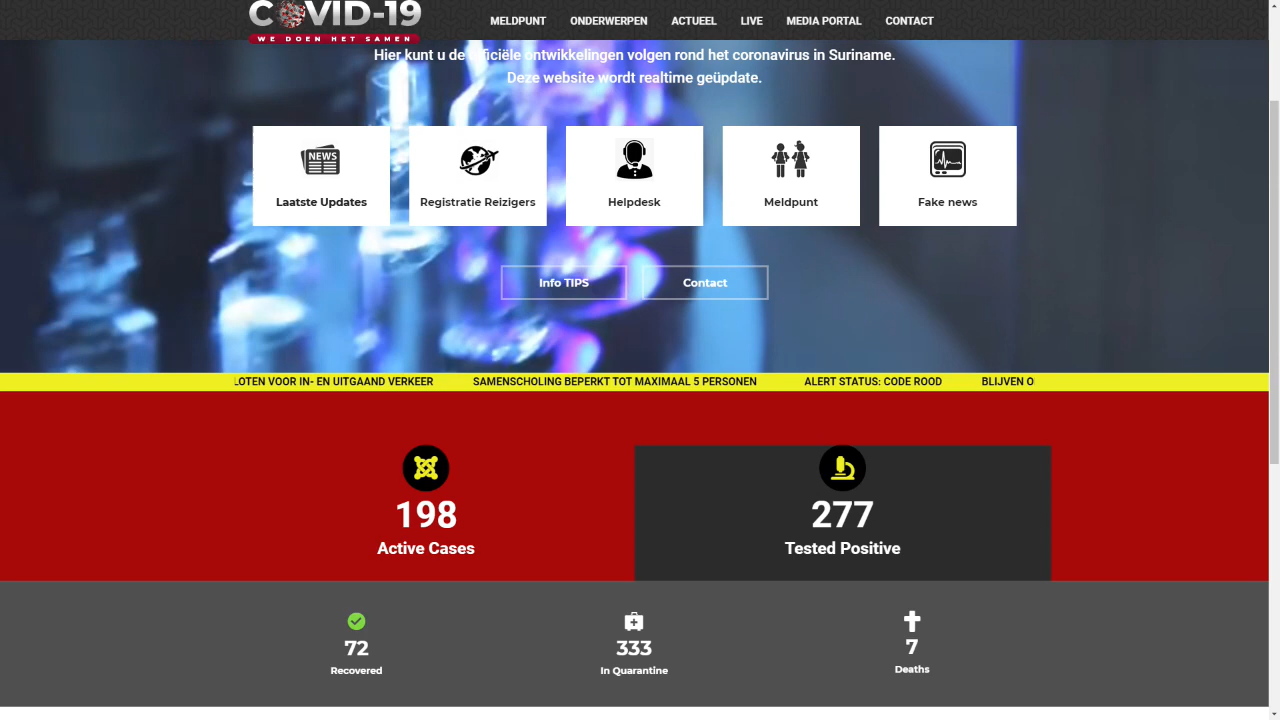 COVID-19
WE DOEN HET SAMEN
MELDPUNT ONDERWERPEN ACTUEEL LIVE MEDIA PORTAL CONTACT
Hier kunt u de officiële ontwikkelingen volgen rond het coronavirus in Suriname.
Deze website wordt realtime geüpdate.
NEWS
Laatste Updates
Registratie Reizigers
Helpdesk
Meldpunt
Fake news
Info TIPS
Contact
LOTEN VOOR IN- EN UITGAAND VERKEER SAMENSCHOLING BEPERKT TOT MAXIMAAL 5 PERSONEN ALERT STATUS: CODE ROOD BLIJVEN O
198
Active Cases
277
Tested Positive
72
Recovered
333
In Quarantine
7
Deaths